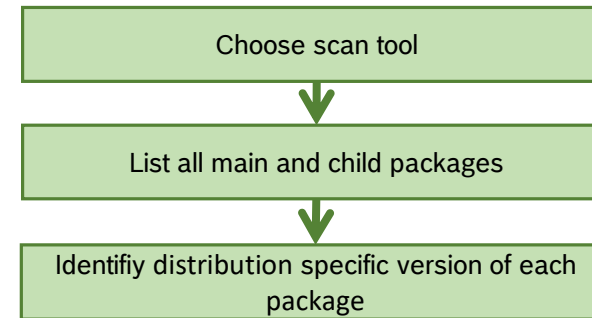 Choose scan tool
List all main and child packages
Identifiy distribution specific version of each
package